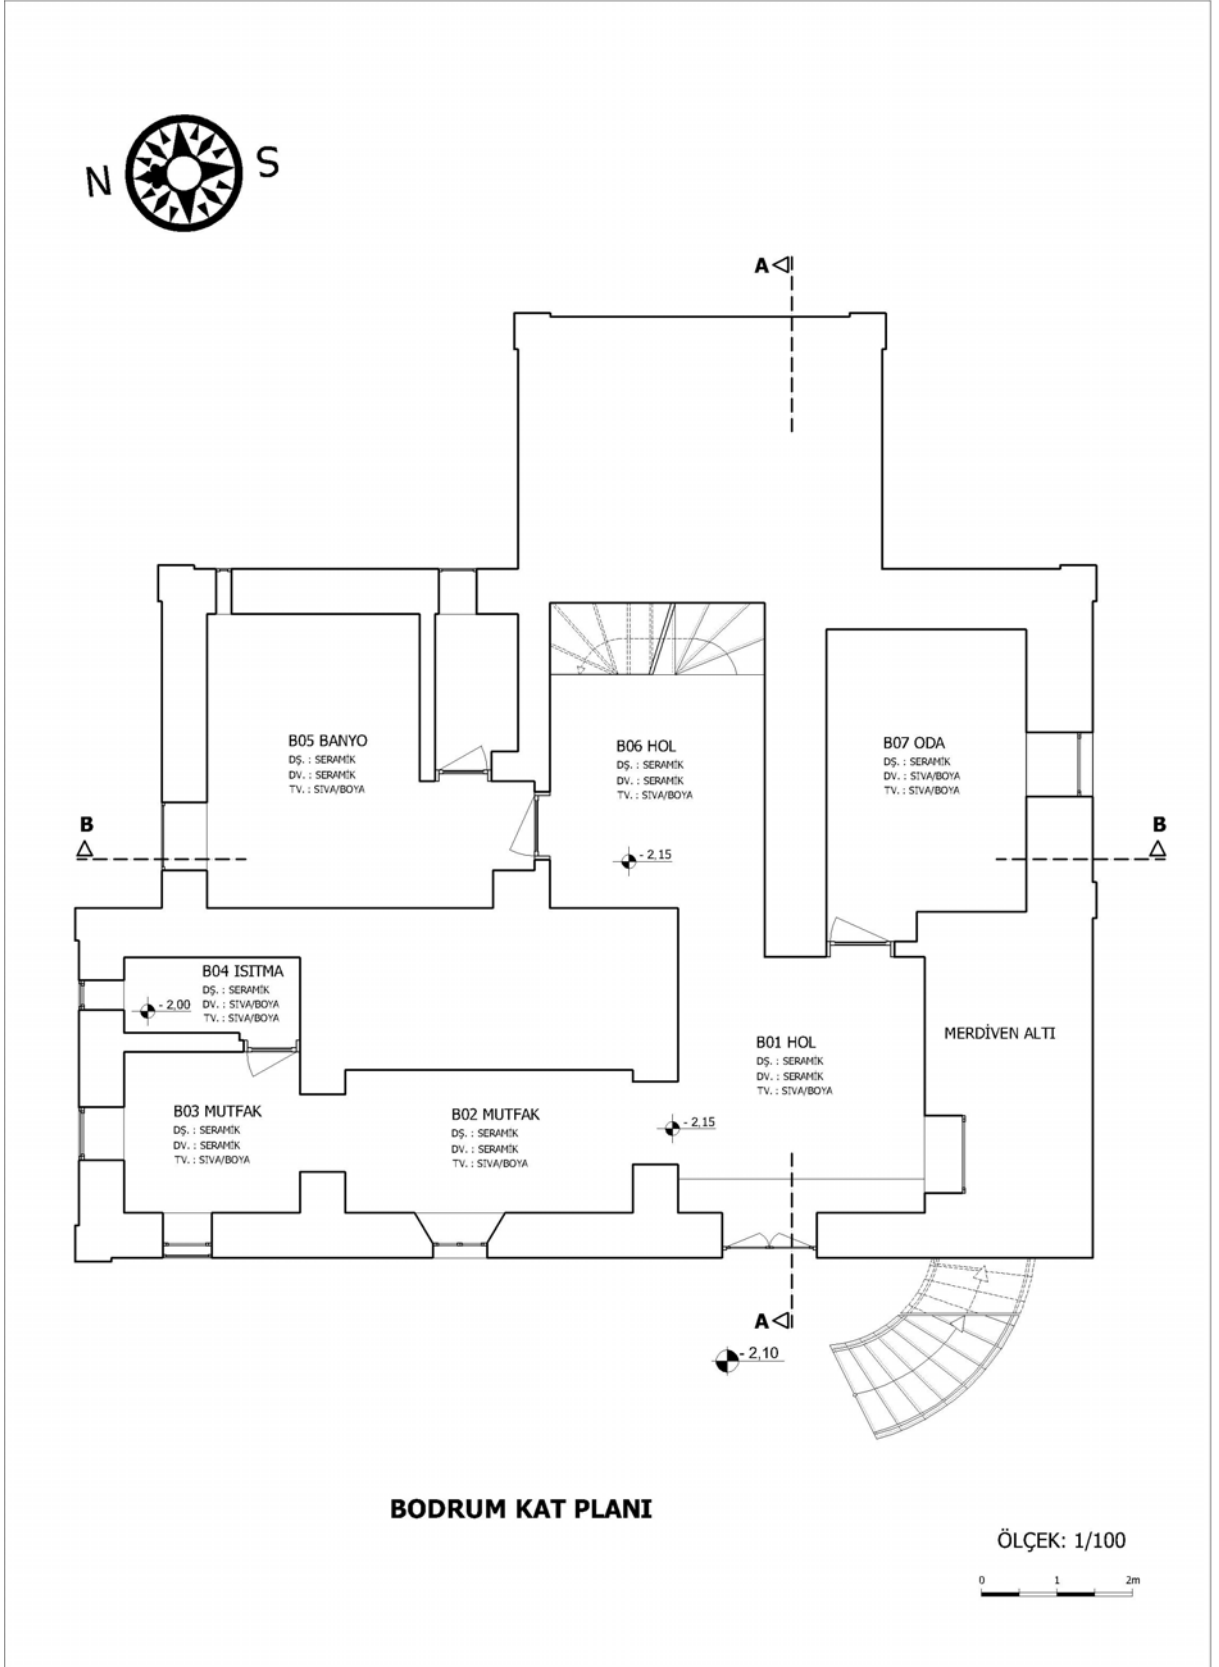 N
S
A
B05 BANYO
DŞ. : SERAMİK
DV. : SERAMİK
TV. : SIVA/BOYA
B06 HOL
DŞ. : SERAMİK
DV. : SERAMİK
TV. : SIVA/BOYA
B07 ODA
DŞ. : SERAMİK
DV. : SIVA/BOYA
TV. : SIVA/BOYA
B
B
- 2,15
B04 ISITMA
DŞ. : SERAMİK
DV. : SIVA/BOYA
TV. : SIVA/BOYA
- 2,00
B01 HOL
DŞ. : SERAMİK
DV. : SERAMİK
TV. : SIVA/BOYA
MERDİVEN ALTI
B03 MUTFAK
DŞ. : SERAMİK
DV. : SERAMİK
TV. : SIVA/BOYA
B02 MUTFAK
DŞ. : SERAMİK
DV. : SERAMİK
TV. : SIVA/BOYA
- 2,15
A
- 2,10
BODRUM KAT PLANI
ÖLÇEK: 1/100
0 1 2m